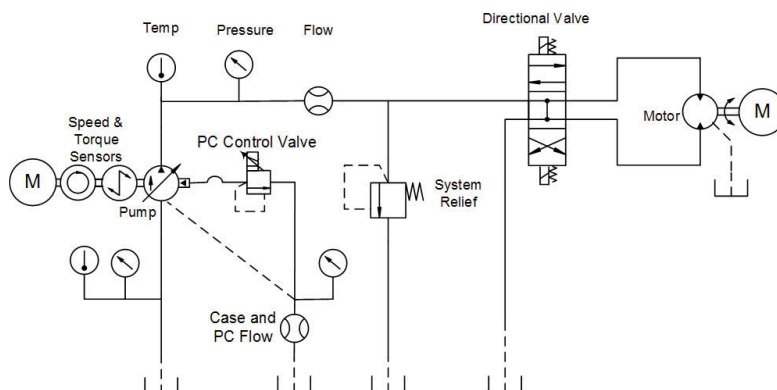 Temp
Pressure
Flow
Directional Valve
Speed &
Torque
Sensors
PC Control Valve
Motor
M
M
Pump
System
Relief
Case and
PC Flow